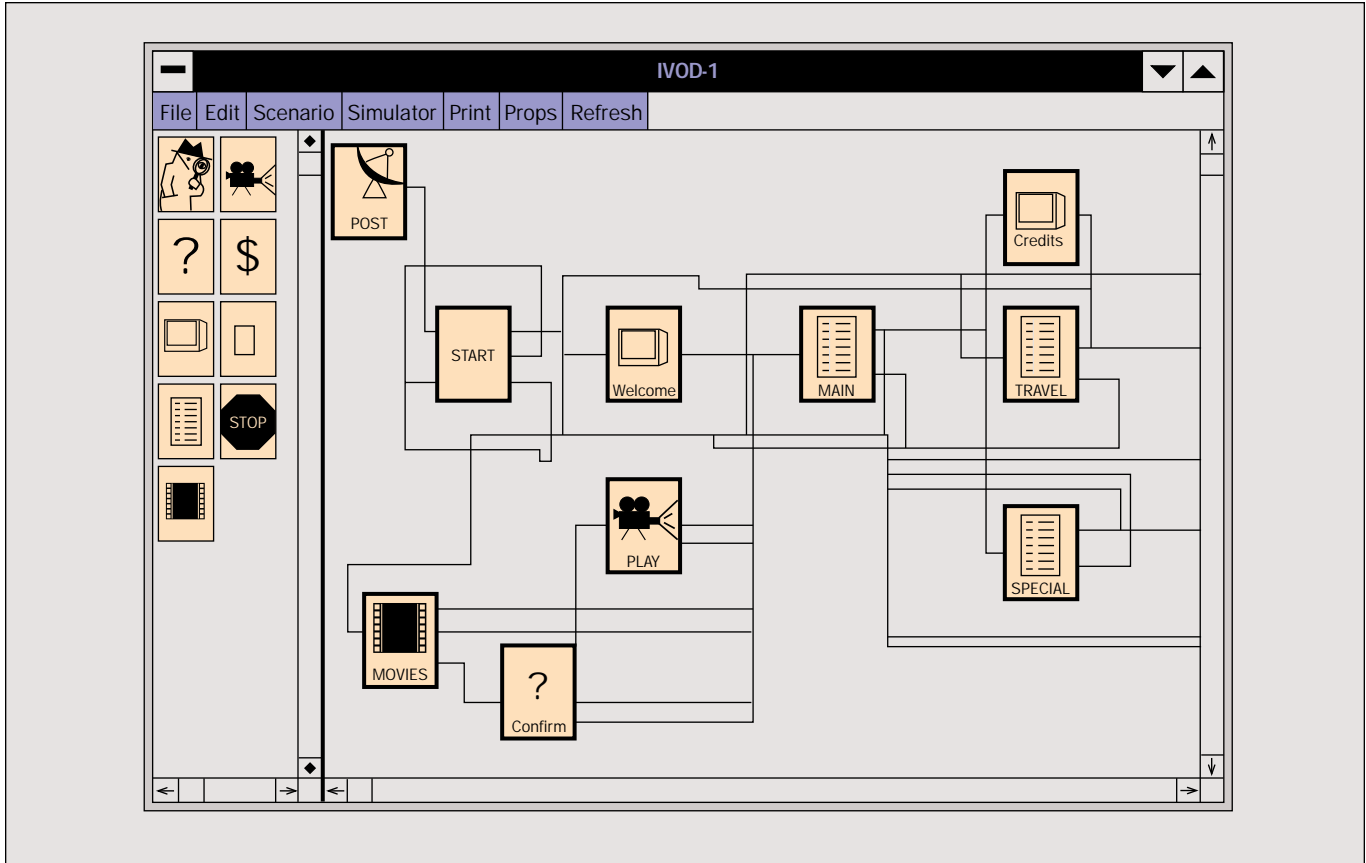 IVOD-1
File Edit Scenario Simulator Print Props Refresh
POST
Credits
? $
START
Welcome
MAIN
TRAVEL
STOP
PLAY
SPECIAL
MOVIES
?
Confirm